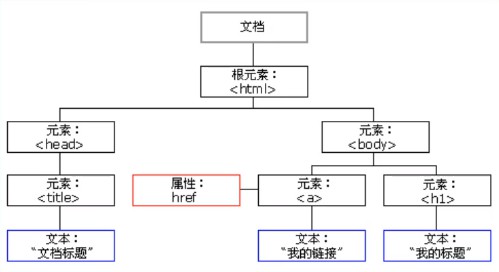 文档
根元素：
<html>
元素：
<head>
元素：
<body>
元素：
<title>
属性：
href
元素：
<a>
元素：
<h1>
文本：
“文档标题”
文本：
“我的链接”
文本：
“我的标题”